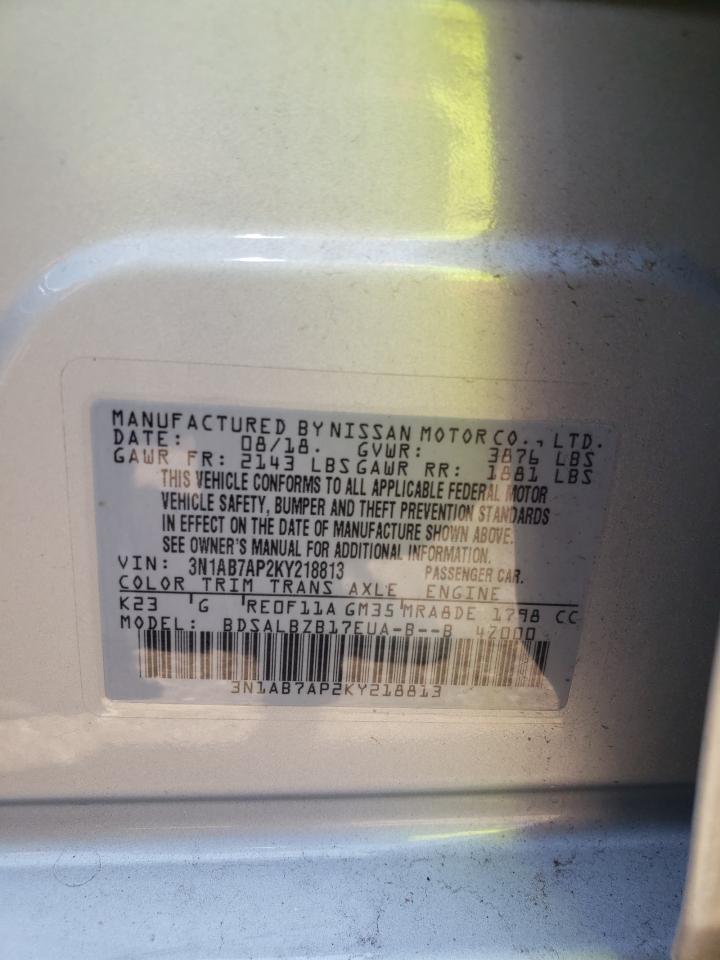 MANUFACTURED BY NISSAN MOTOR CO., LTD.
DATE: 08/18. GVWR: 3876 LBS
GAWR FR: 2143 LBS GAWR RR: 1881 LBS
THIS VEHICLE CONFORMS TO ALL APPLICABLE FEDERAL MOTOR
VEHICLE SAFETY, BUMPER AND THEFT PREVENTION STANDARDS
IN EFFECT ON THE DATE OF MANUFACTURE SHOWN ABOVE.
SEE OWNER'S MANUAL FOR ADDITIONAL INFORMATION.
VIN: 3N1AB7AP2KY218813 PASSENGER CAR.
COLOR TRIM TRANS AXLE ENGINE
K23 G RE0F11A GM35 MRA8DE 1798 CC
MODEL: BDSALBZB17EUA-B--B 47000
3N1AB7AP2KY218813